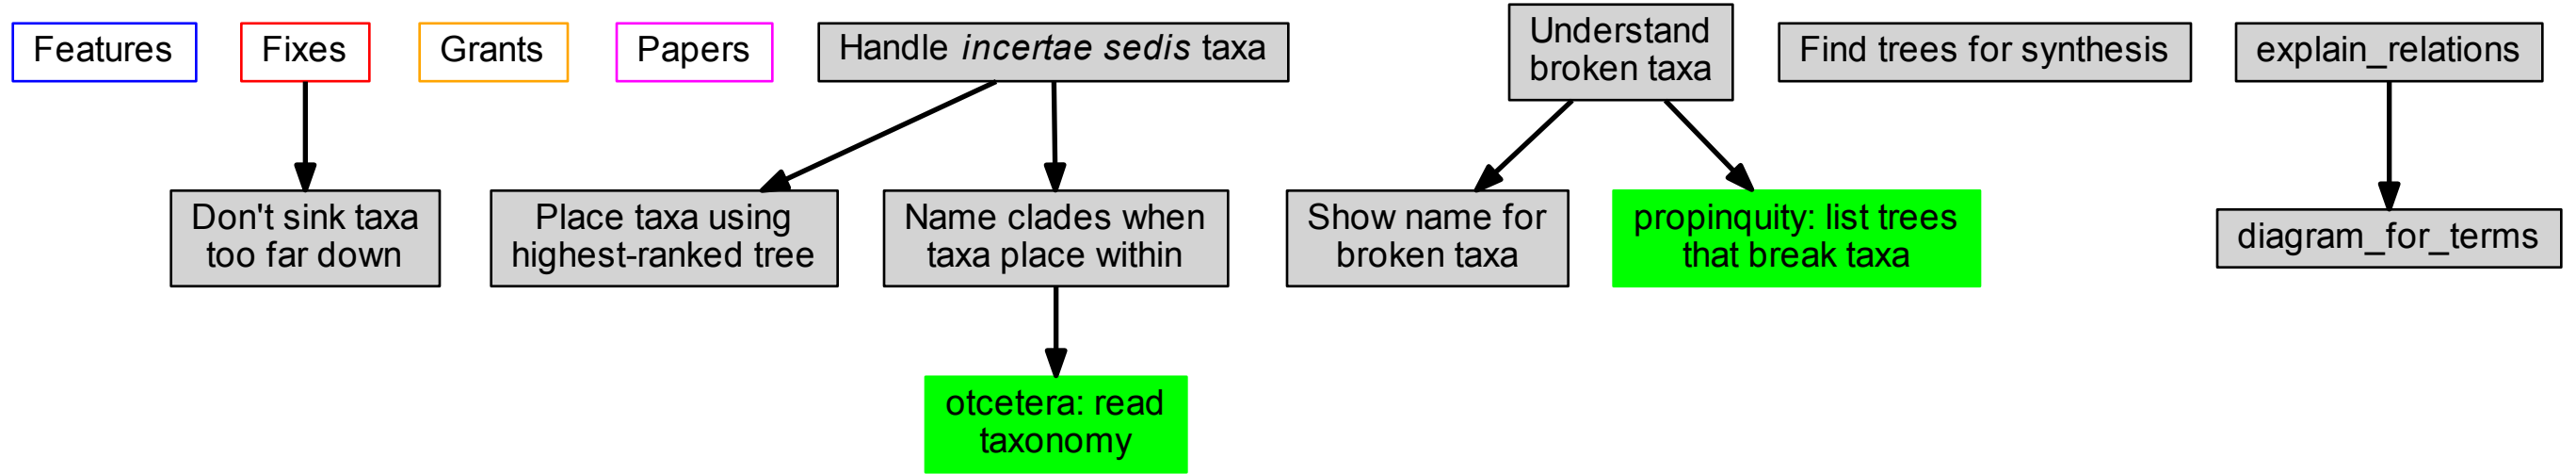 Features
Fixes
Grants
Papers
Handle incertae sedis taxa
Understand
broken taxa
Find trees for synthesis
explain_relations
Don't sink taxa
too far down
Place taxa using
highest-ranked tree
Name clades when
taxa place within
Show name for
broken taxa
propinquity: list trees
that break taxa
diagram_for_terms
otcetera: read
taxonomy